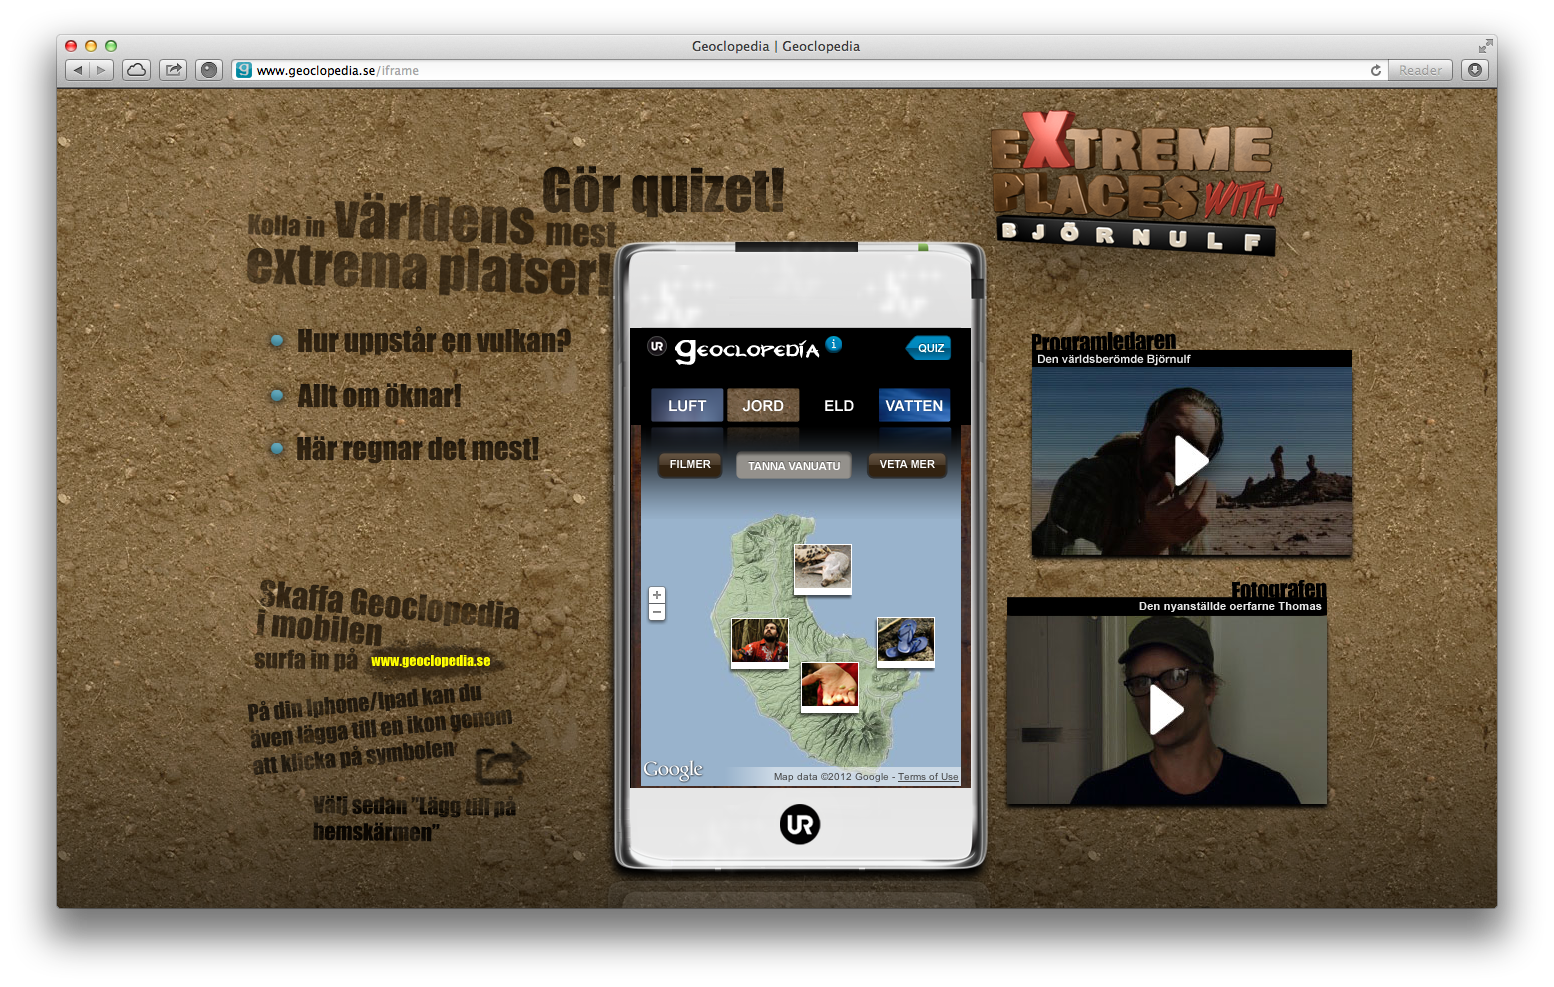 Geoclopedia | Geoclopedia
www.geoclopedia.se/iframe
Reader
Gör quizet!
Kolla in världens mest
extrema platser!
Hur uppstår en vulkan?
Allt om öknar!
Här regnar det mest!
Skaffa Geoclopedia
i mobilen
surfa in på www.geoclopedia.se
På din Iphone/Ipad kan du
även lägga till en ikon genom
att klicka på symbolen
Välj sedan "Lägg till på
hemskärmen"
UR GEOCLOPEDIA i QUIZ
LUFT JORD ELD VATTEN
FILMER TANNA VANUATU VETA MER
+
−
Google
Map data ©2012 Google - Terms of Use
UR
EXTREME
PLACES WITH
BJÖRNULF
Programledaren
Den världsberömde Björnulf
Fotografen
Den nyanställde oerfarne Thomas